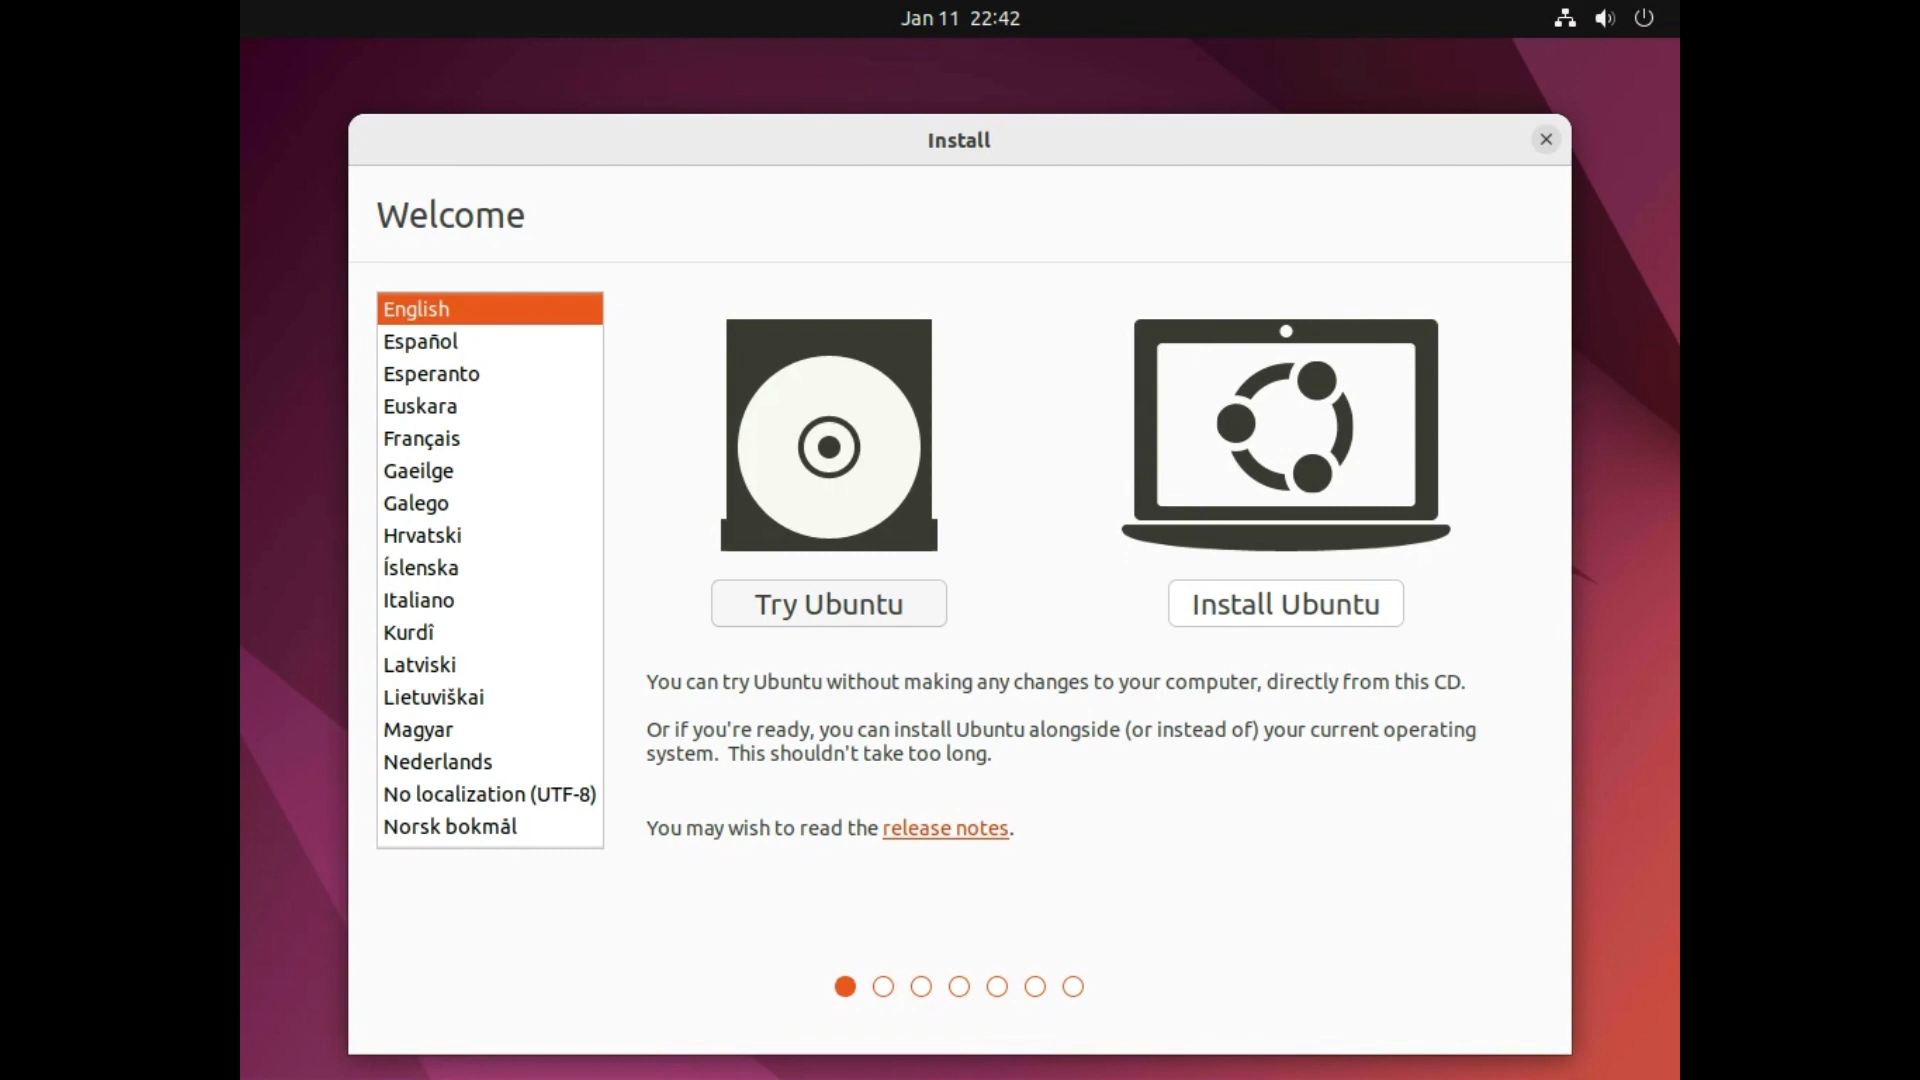 Jan 11 22:42
Install
Welcome
English
Español
Esperanto
Euskara
Français
Gaeilge
Galego
Hrvatski
Íslenska
Italiano
Kurdî
Latviski
Lietuviškai
Magyar
Nederlands
No localization (UTF-8)
Norsk bokmål
Try Ubuntu
Install Ubuntu
You can try Ubuntu without making any changes to your computer, directly from this CD.
Or if you're ready, you can install Ubuntu alongside (or instead of) your current operating
system. This shouldn't take too long.
You may wish to read the release notes.